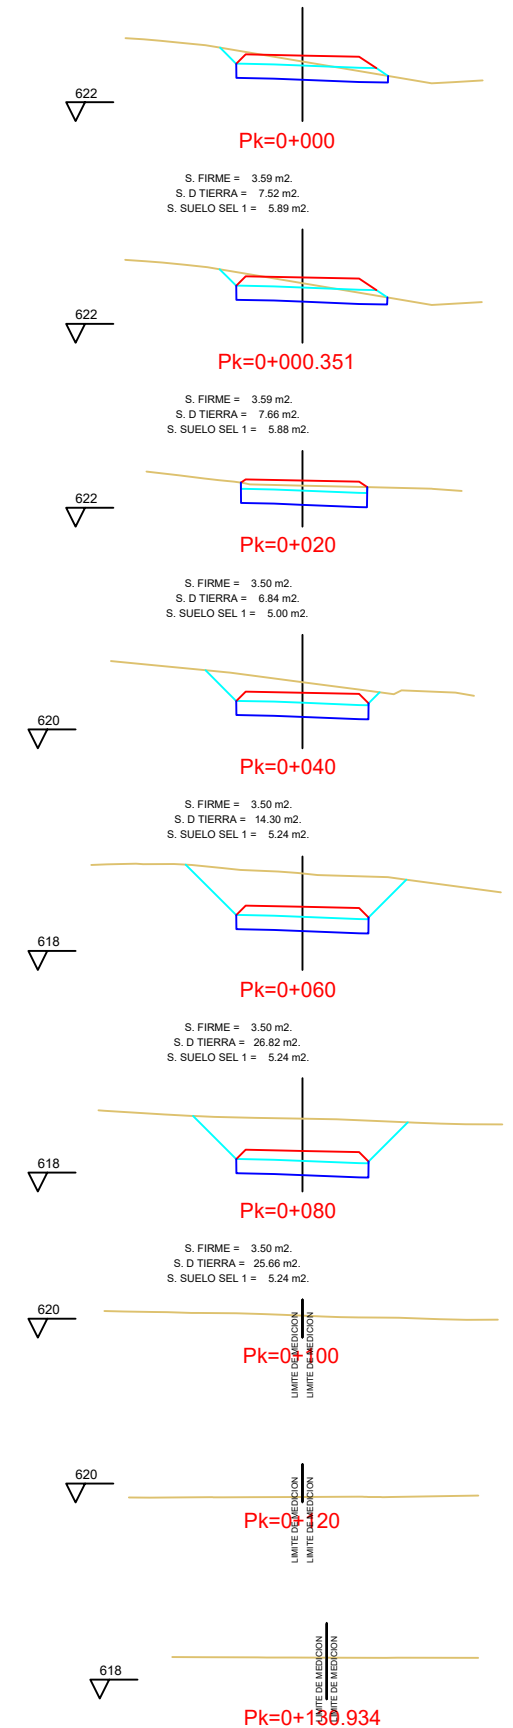 622
Pk=0+000
S. FIRME = 3.59 m2.
S. D TIERRA = 7.52 m2.
S. SUELO SEL 1 = 5.89 m2.
622
Pk=0+000.351
S. FIRME = 3.59 m2.
S. D TIERRA = 7.66 m2.
S. SUELO SEL 1 = 5.88 m2.
622
Pk=0+020
S. FIRME = 3.50 m2.
S. D TIERRA = 6.84 m2.
S. SUELO SEL 1 = 5.00 m2.
620
Pk=0+040
S. FIRME = 3.50 m2.
S. D TIERRA = 14.30 m2.
S. SUELO SEL 1 = 5.24 m2.
618
Pk=0+060
S. FIRME = 3.50 m2.
S. D TIERRA = 26.82 m2.
S. SUELO SEL 1 = 5.24 m2.
618
Pk=0+080
S. FIRME = 3.50 m2.
S. D TIERRA = 25.66 m2.
S. SUELO SEL 1 = 5.24 m2.
620
LIMITE DE MEDICION
LIMITE DE MEDICION
Pk=0+100
620
LIMITE DE MEDICION
LIMITE DE MEDICION
Pk=0+120
618
LIMITE DE MEDICION
LIMITE DE MEDICION
Pk=0+130.934